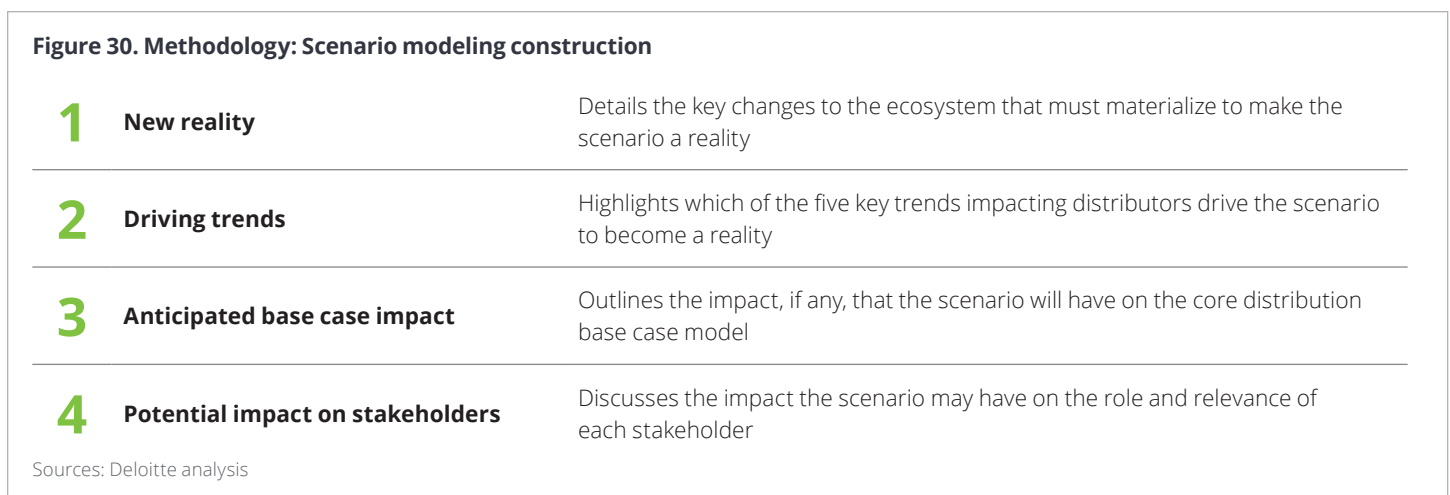 Figure 30. Methodology: Scenario modeling construction
1
New reality
Details the key changes to the ecosystem that must materialize to make the
scenario a reality
2
Driving trends
Highlights which of the five key trends impacting distributors drive the scenario
to become a reality
3
Anticipated base case impact
Outlines the impact, if any, that the scenario will have on the core distribution
base case model
4
Potential impact on stakeholders
Discusses the impact the scenario may have on the role and relevance of
each stakeholder
Sources: Deloitte analysis